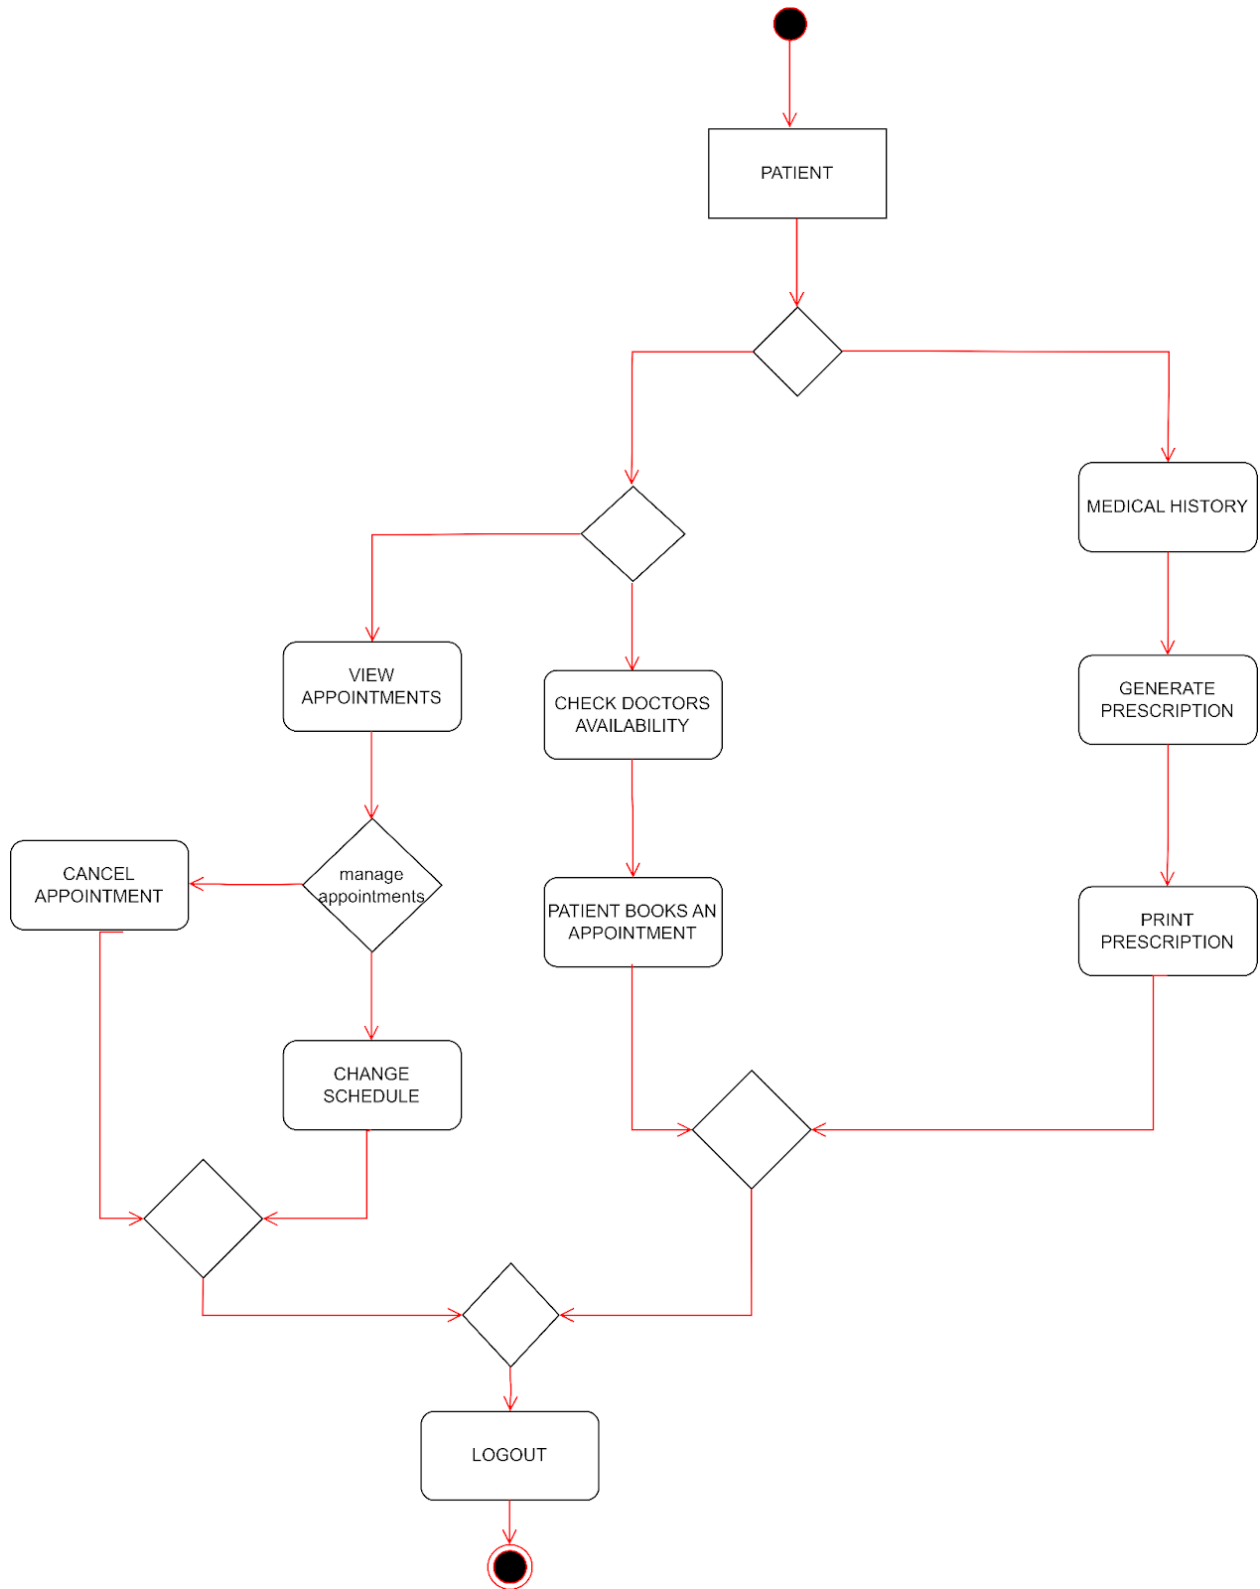 PATIENT
MEDICAL HISTORY
VIEW
APPOINTMENTS
CHECK DOCTORS
AVAILABILITY
GENERATE
PRESCRIPTION
CANCEL
APPOINTMENT
manage
appointments
PATIENT BOOKS AN
APPOINTMENT
PRINT
PRESCRIPTION
CHANGE
SCHEDULE
LOGOUT